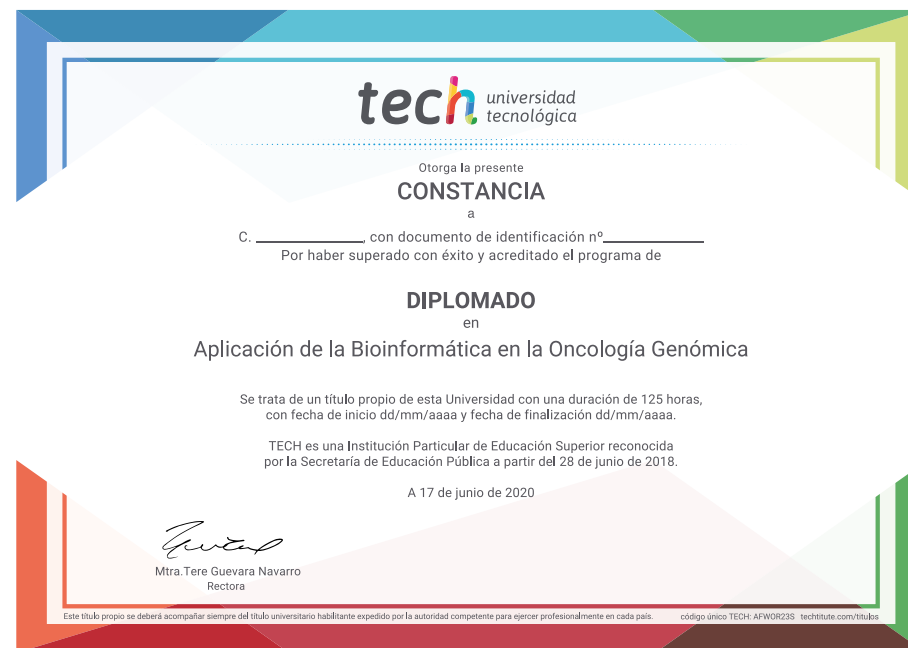 tech universidad
tecnológica
Otorga la presente
CONSTANCIA
a
C. ____________, con documento de identificación nº____________
Por haber superado con éxito y acreditado el programa de
DIPLOMADO
en
Aplicación de la Bioinformática en la Oncología Genómica
Se trata de un título propio de esta Universidad con una duración de 125 horas,
con fecha de inicio dd/mm/aaaa y fecha de finalización dd/mm/aaaa.
TECH es una Institución Particular de Educación Superior reconocida
por la Secretaría de Educación Pública a partir del 28 de junio de 2018.
A 17 de junio de 2020
Mtra.Tere Guevara Navarro
Rectora
Este título propio se deberá acompañar siempre del título universitario habilitante expedido por la autoridad competente para ejercer profesionalmente en cada país. código único TECH: AFWOR23S techtitute.com/titulos